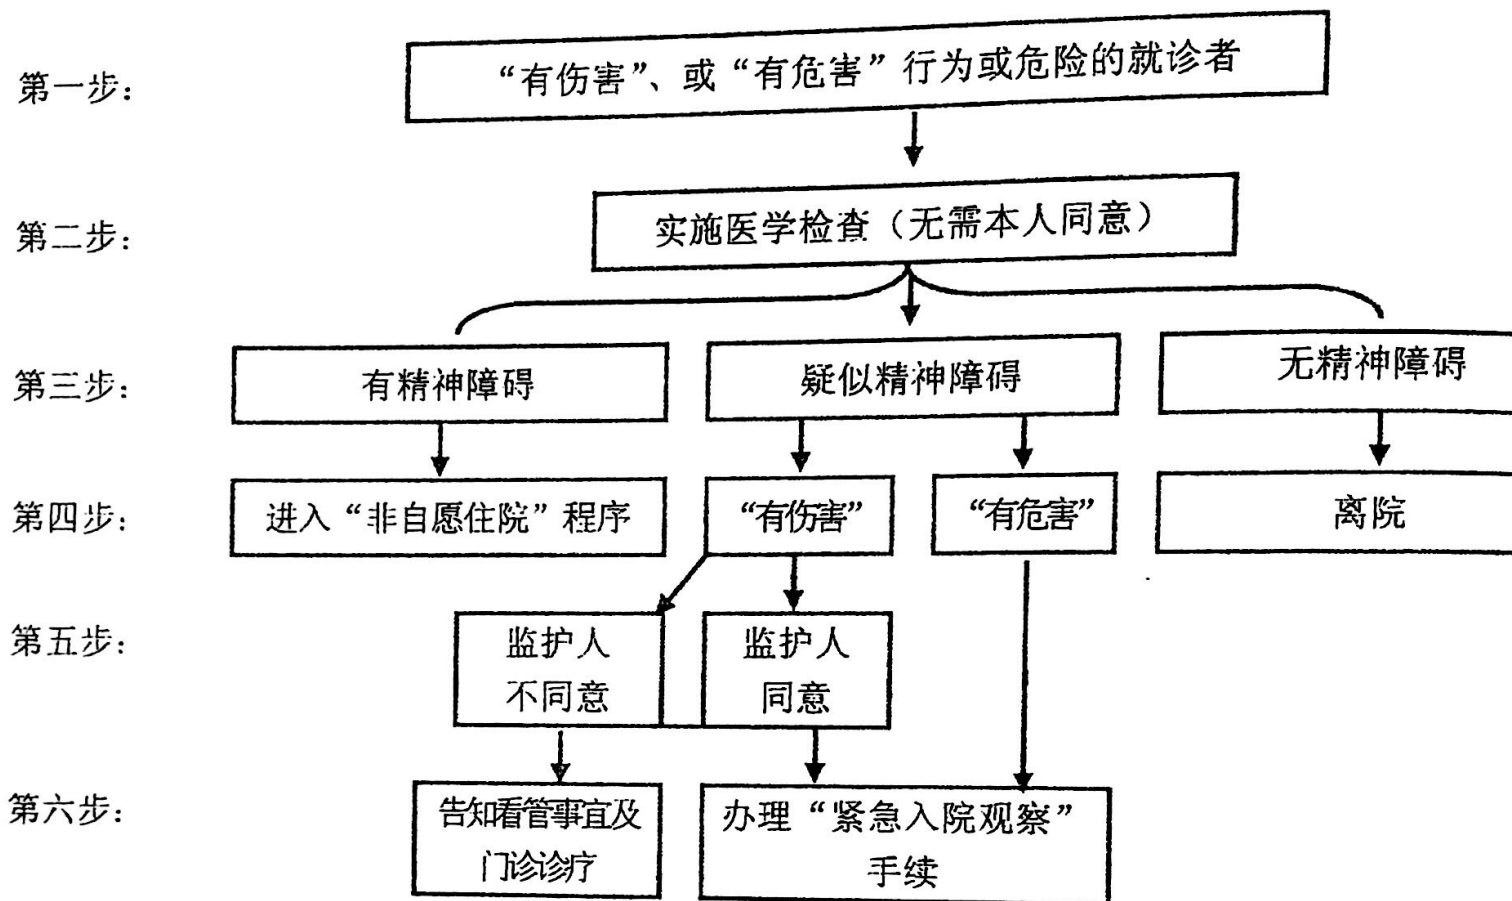 第一步：
“有伤害”、或“有危害”行为或危险的就诊者
第二步：
实施医学检查（无需本人同意）
第三步：
有精神障碍
疑似精神障碍
无精神障碍
第四步：
进入“非自愿住院”程序
“有伤害”
“有危害”
离院
第五步：
监护人
不同意
监护人
同意
第六步：
告知看管事宜及
门诊诊疗
办理“紧急入院观察”
手续